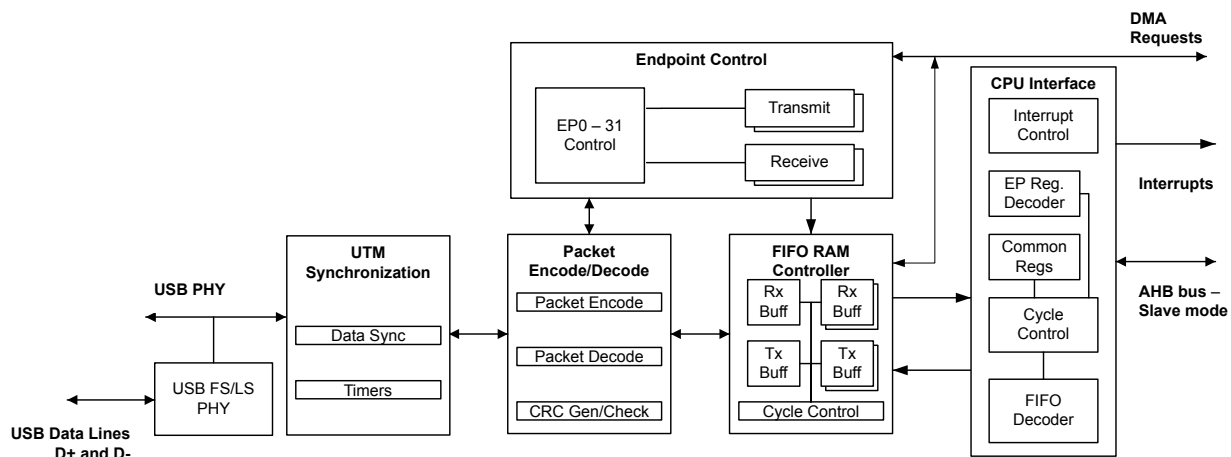 DMA
Requests
Endpoint Control
EP0 – 31
Control
Transmit
Receive
CPU Interface
Interrupt
Control
Interrupts
EP Reg.
Decoder
Common
Regs
AHB bus –
Slave mode
Cycle
Control
FIFO
Decoder
UTM
Synchronization
Data Sync
Timers
Packet
Encode/Decode
Packet Encode
Packet Decode
CRC Gen/Check
FIFO RAM
Controller
Rx
Buff
Rx
Buff
Tx
Buff
Tx
Buff
Cycle Control
USB PHY
USB FS/LS
PHY
USB Data Lines
D+ and D-